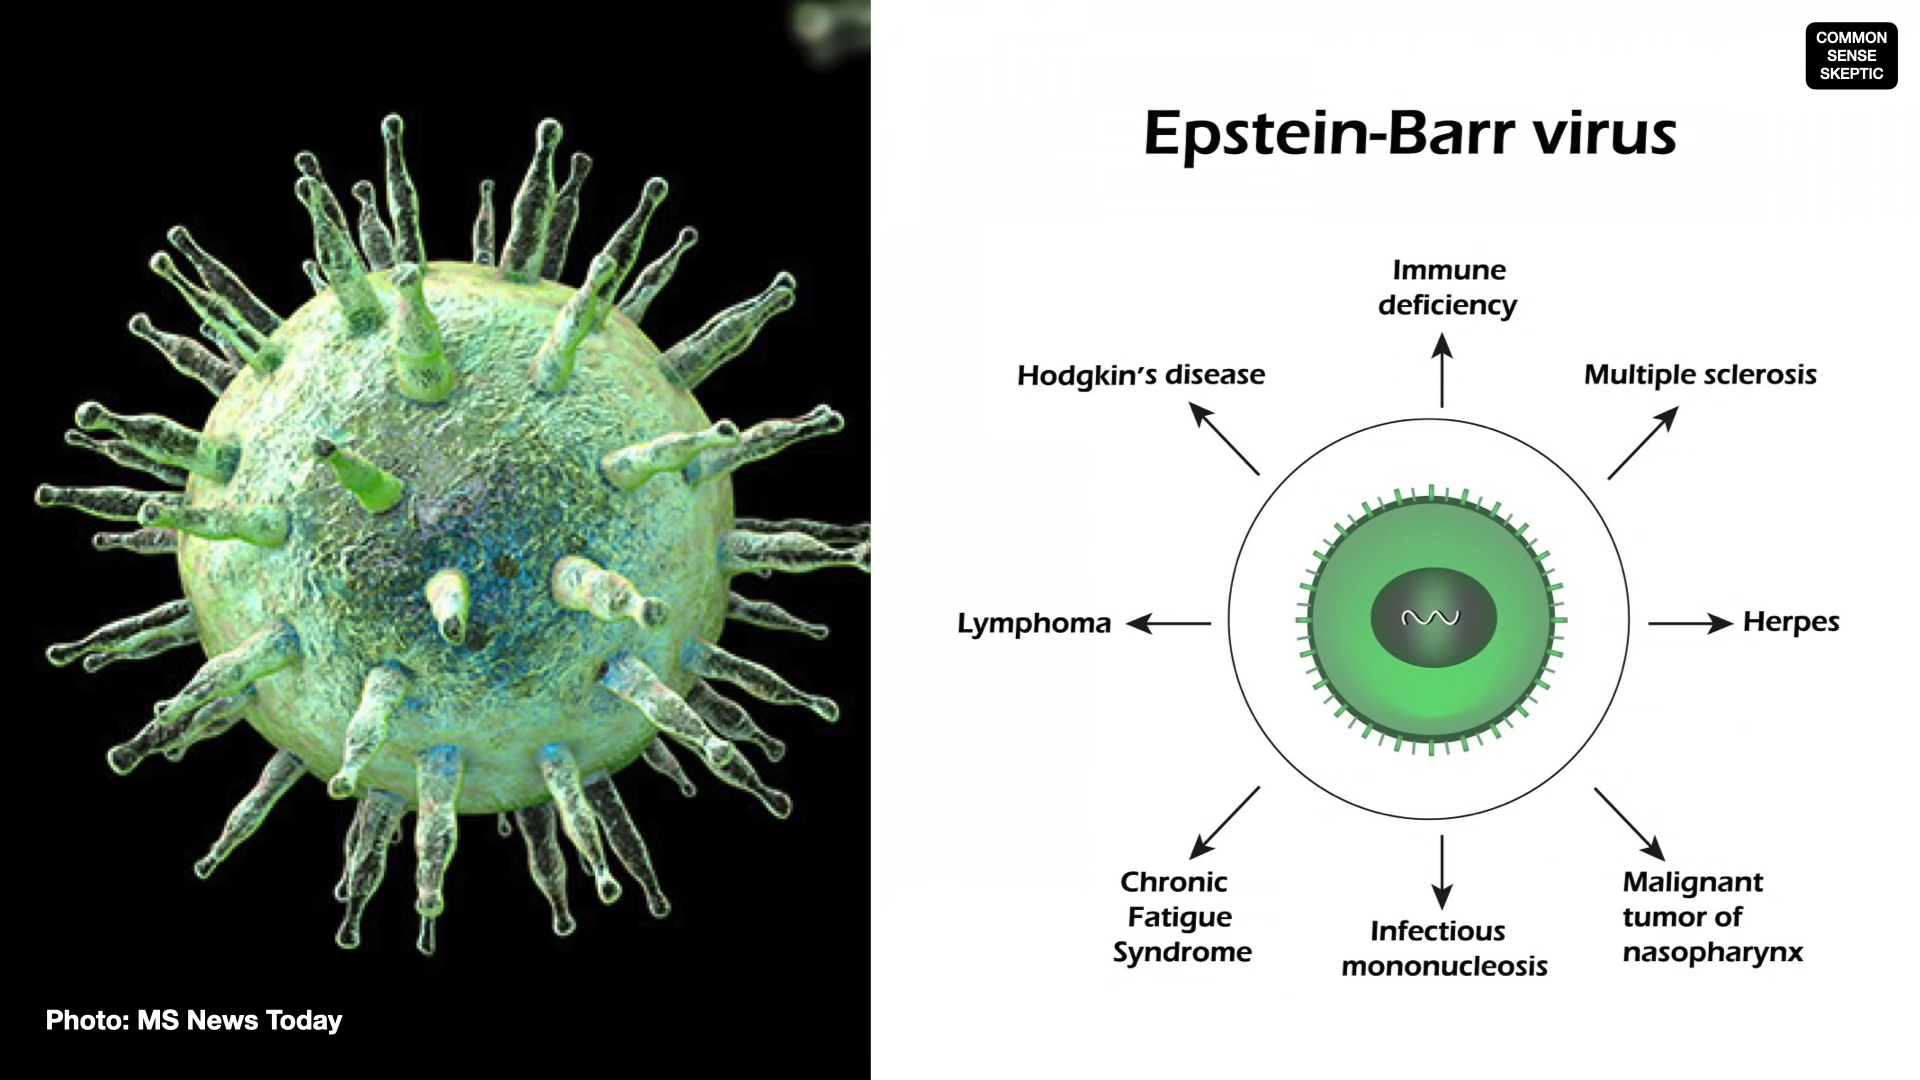 COMMON
SENSE
SKEPTIC
Epstein-Barr virus
Immune
deficiency
Hodgkin's disease
Multiple sclerosis
Lymphoma
Herpes
Chronic
Fatigue
Syndrome
Infectious
mononucleosis
Malignant
tumor of
nasopharynx
Photo: MS News Today